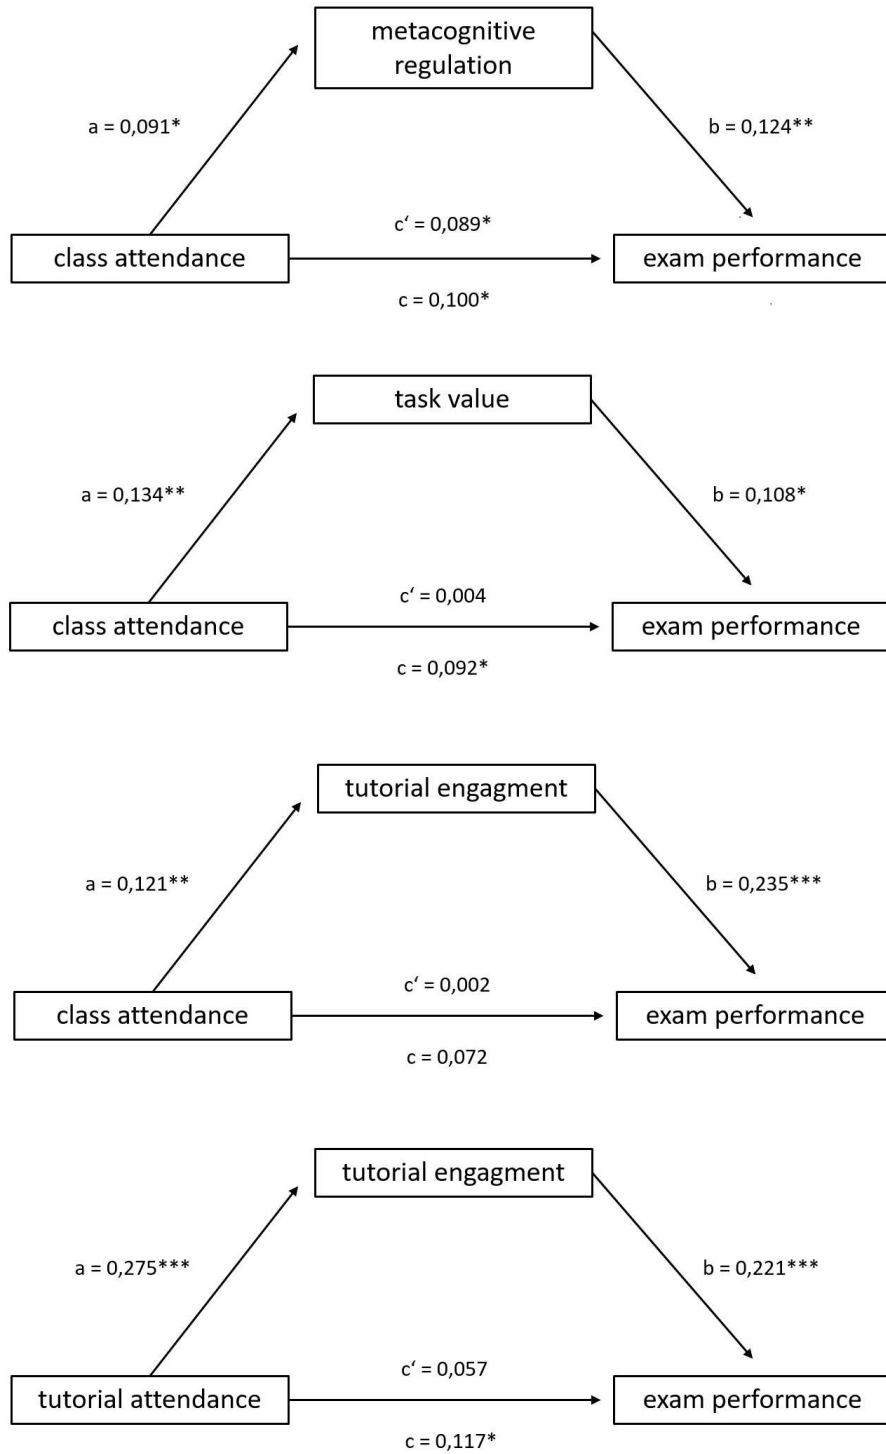 metacognitive
regulation
a = 0,091*
b = 0,124**
c‘ = 0,089*
class attendance
exam performance
c = 0,100*
task value
a = 0,134**
b = 0,108*
c‘ = 0,004
class attendance
exam performance
c = 0,092*
tutorial engagment
a = 0,121**
b = 0,235***
c‘ = 0,002
class attendance
exam performance
c = 0,072
tutorial engagment
a = 0,275***
b = 0,221***
c‘ = 0,057
tutorial attendance
exam performance
c = 0,117*